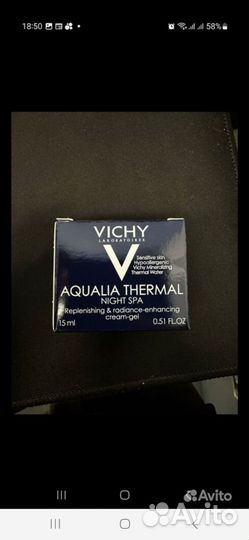 18:50
58%
VICHY
LABORATOIRES
Sensitive skin
Hypoallergenic
Vichy Mineralizing
Thermal Water
AQUALIA THERMAL
NIGHT SPA
Replenishing & radiance-enhancing
cream-gel
15 ml
0.51 FL.OZ
Avito
Avito